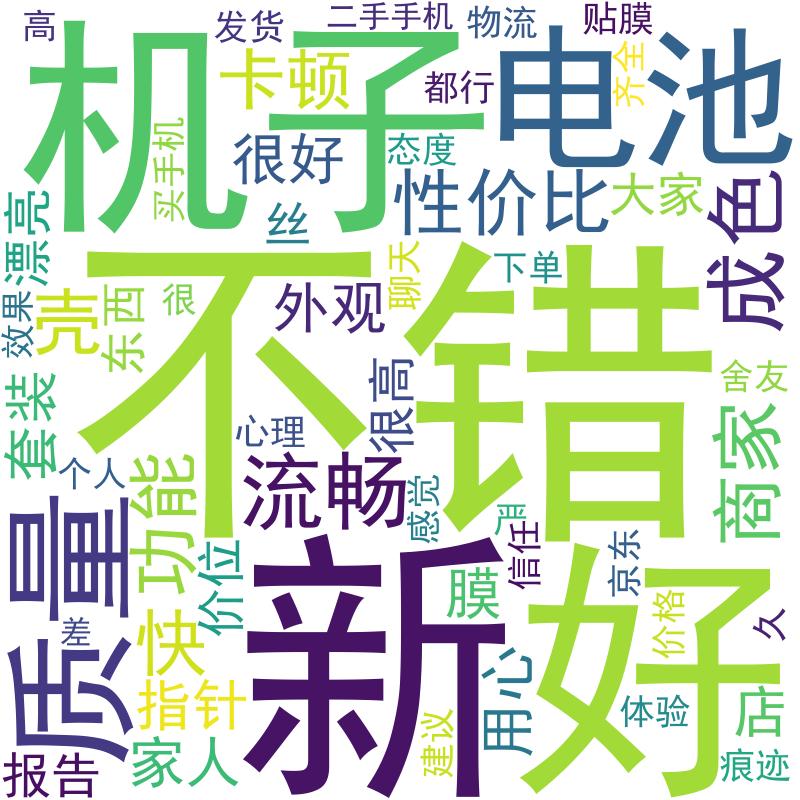 高
发货
二手手机
物流
贴膜
机子
卡顿
都行
电池
齐全
买手机
很好
态度
性价比
大家
成色
漂亮
丝
不错
聊天
下单
效果
壳
东西
很
外观
很高
舍友
套装
心理
商家
个人
功能
流畅
感觉
严
信任
质量
价位
新
膜
好
京东
价格
久
差
快
用心
指针
体验
店
建议
家人
报告
痕迹